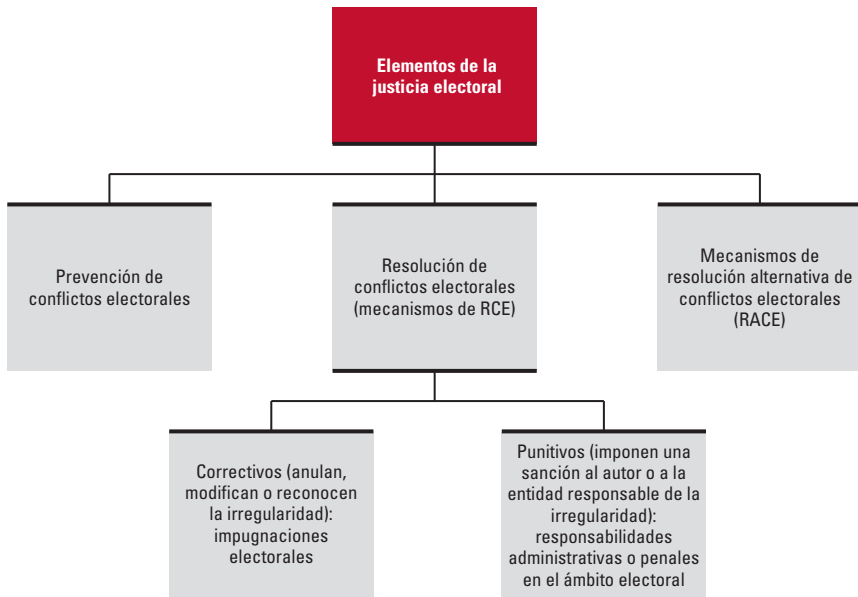 Elementos de la
justicia electoral
Prevención de
conflictos electorales
Resolución de
conflictos electorales
(mecanismos de RCE)
Mecanismos de
resolución alternativa de
conflictos electorales
(RACE)
Correctivos (anulan,
modifican o reconocen
la irregularidad):
impugnaciones
electorales
Punitivos (imponen una
sanción al autor o a la
entidad responsable de la
irregularidad):
responsabilidades
administrativas o penales
en el ámbito electoral